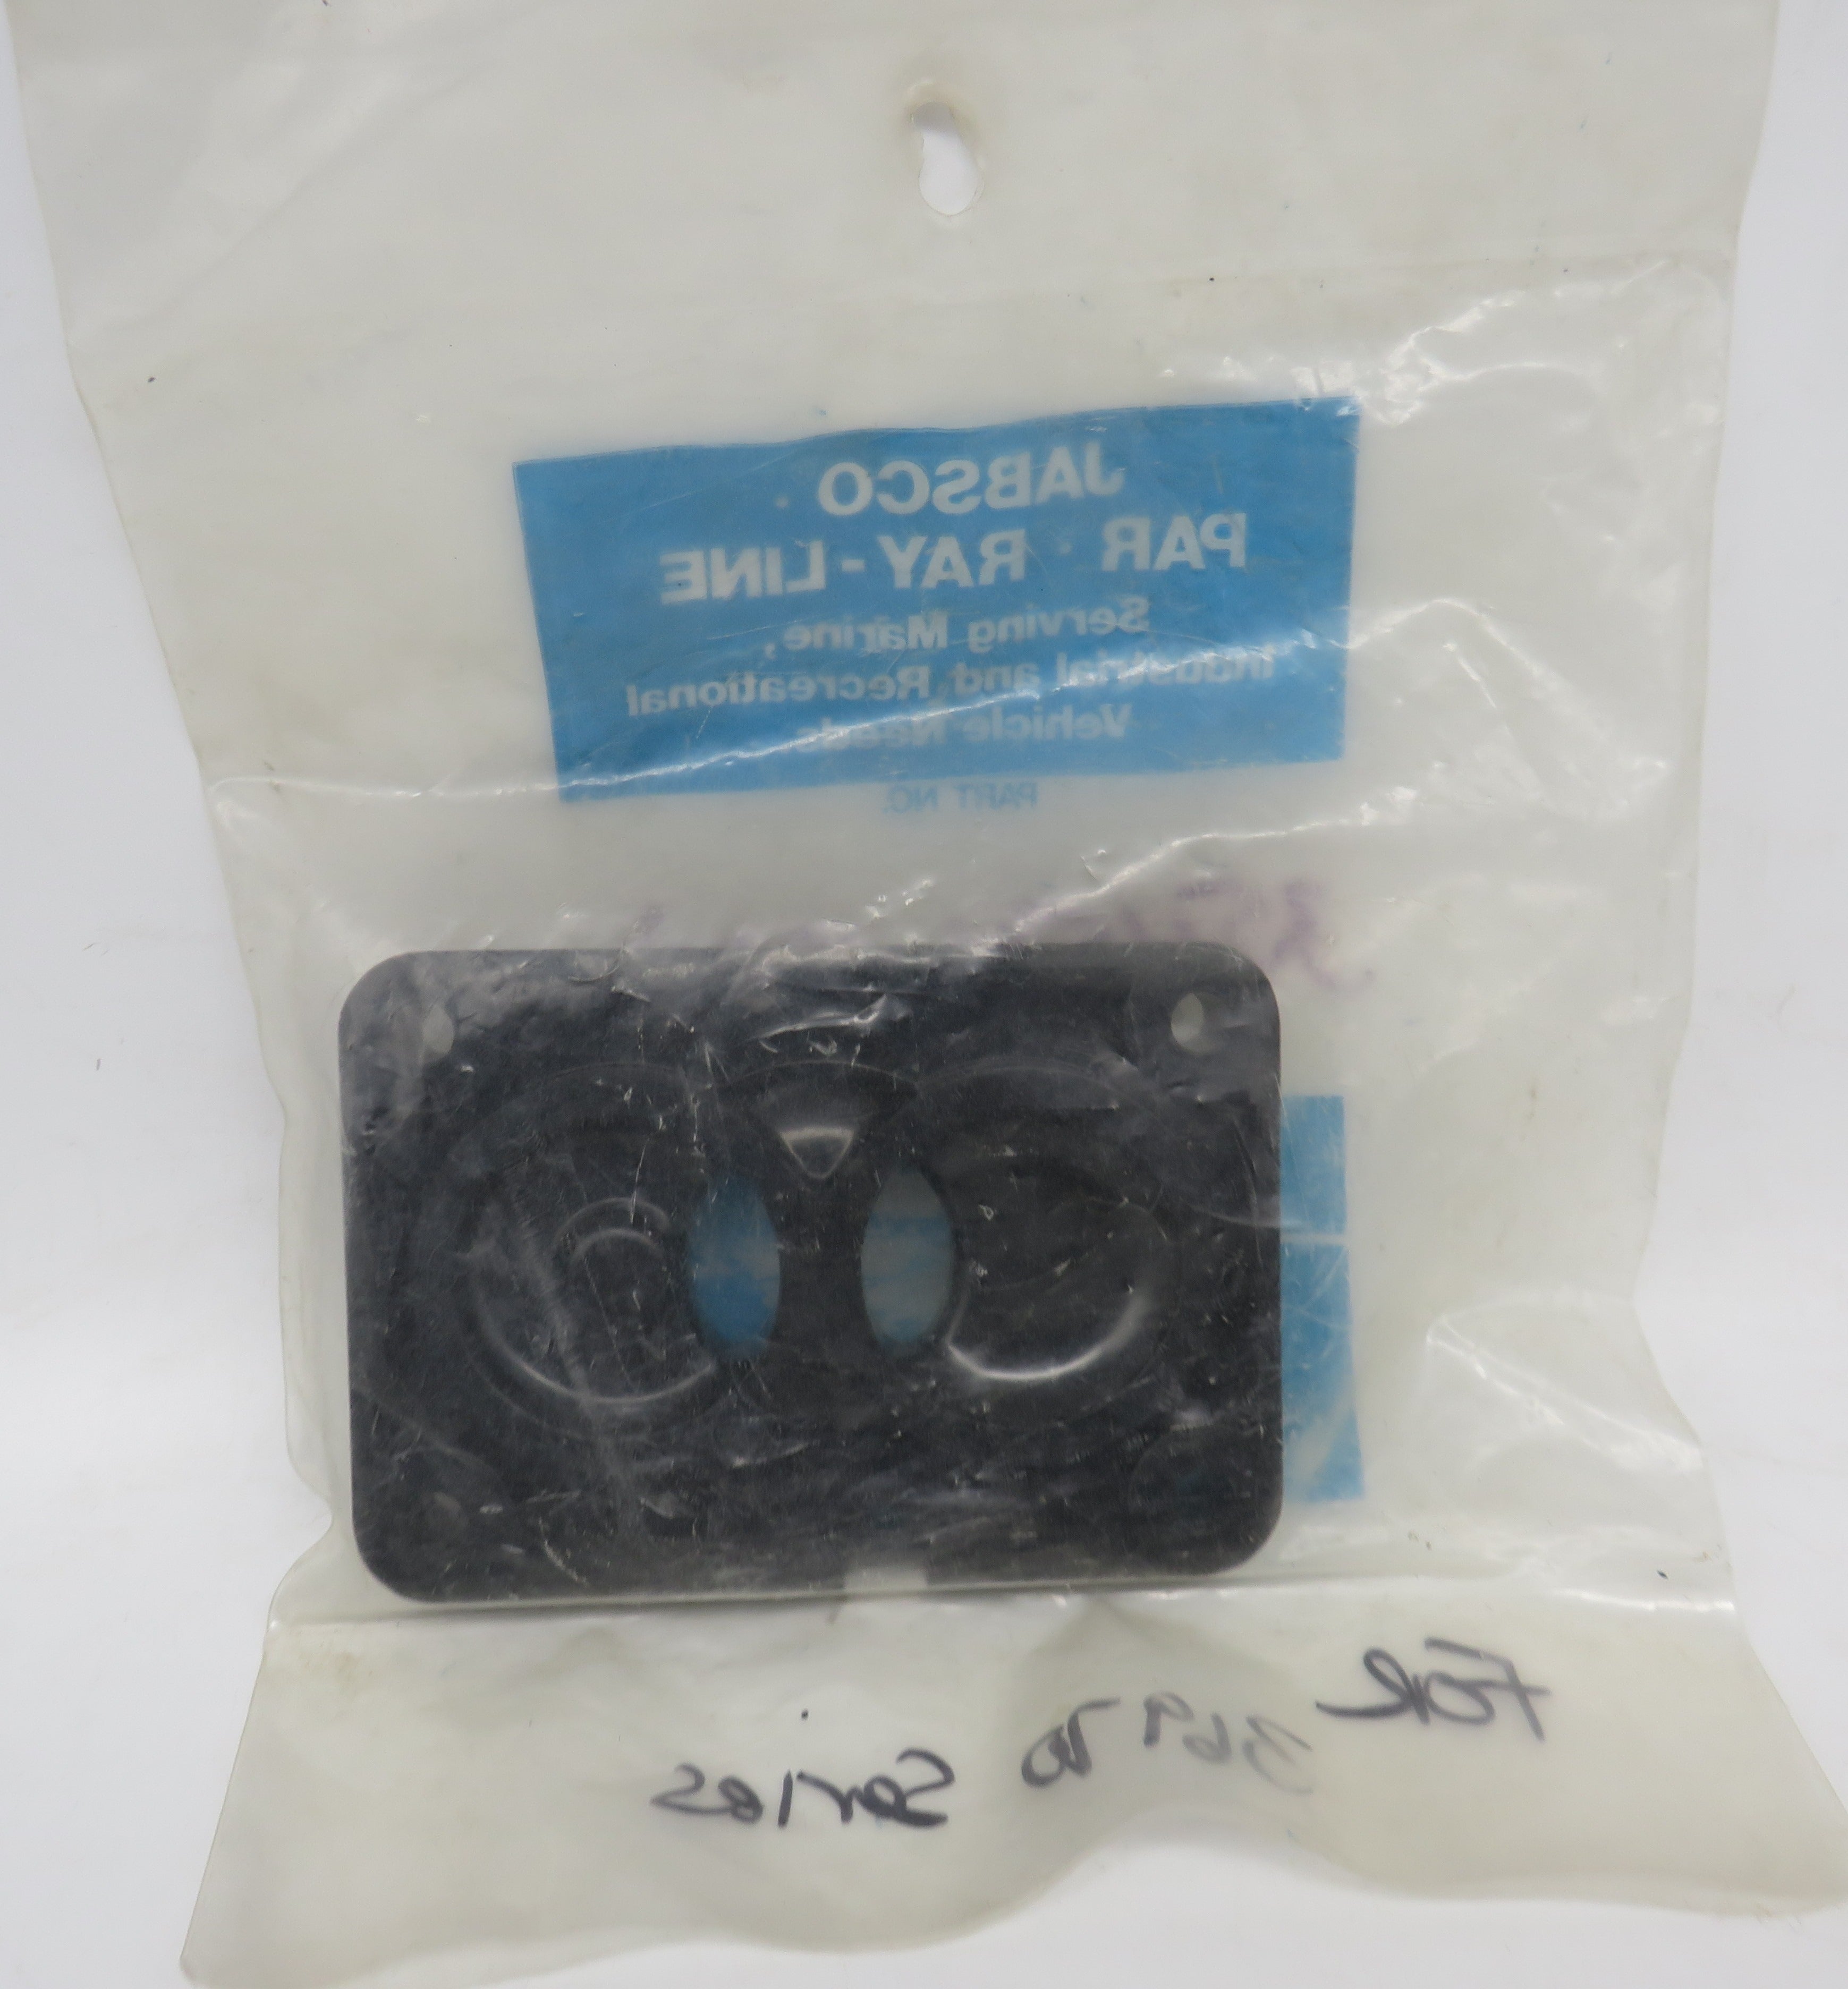 JABSCO ·
PAR · RAY-LINE
Serving Marine,
Industrial and Recreational
Vehicle Needs.
PART NO.
FOR 36970 Series